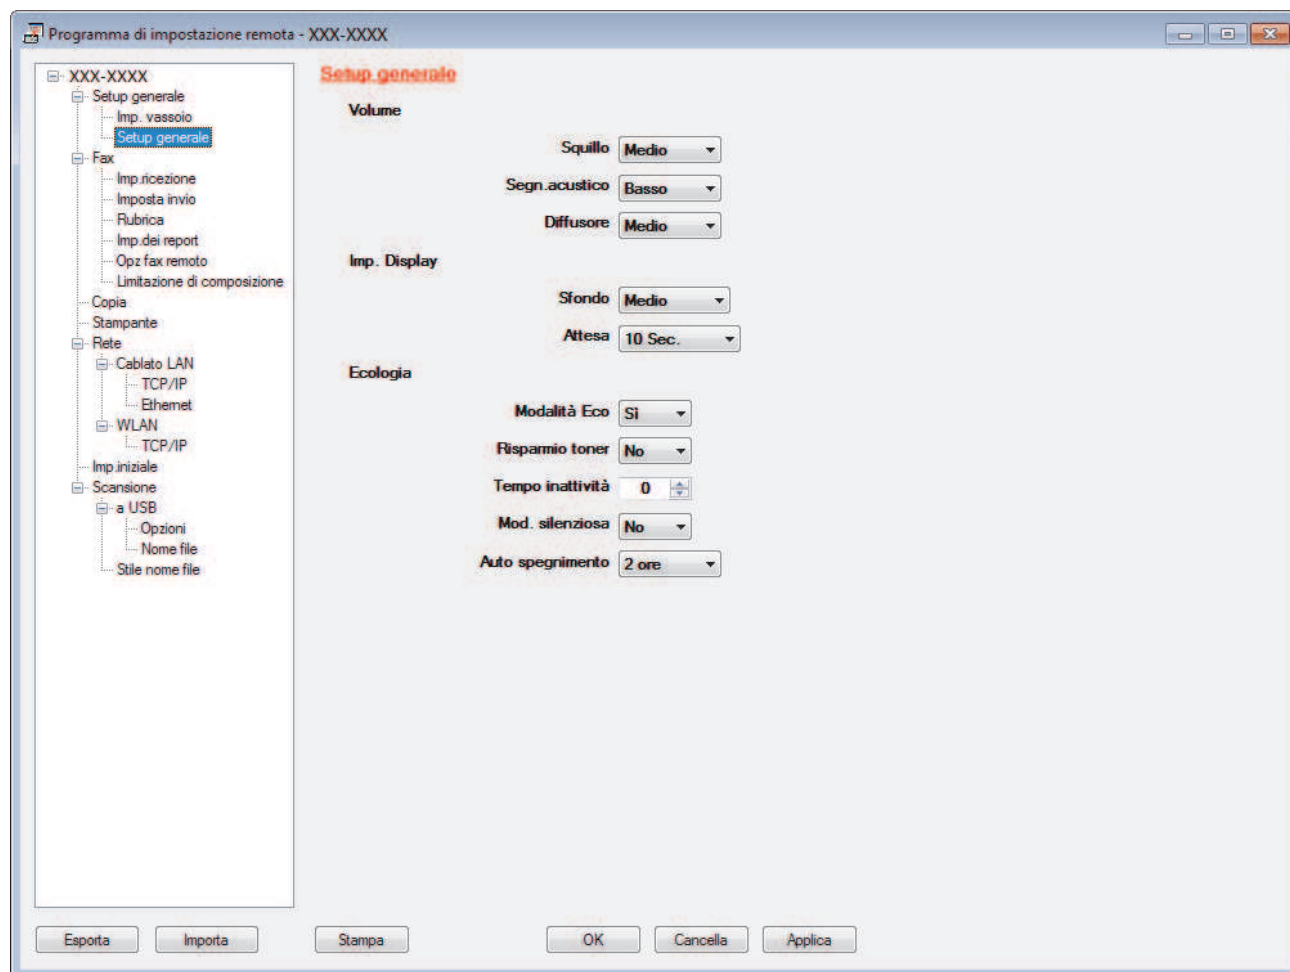 Programma di impostazione remota - XXX-XXXX
XXX-XXXX
Setup generale
Imp. vassoio
Setup generale
Fax
Imp.ricezione
Imposta invio
Rubrica
Imp.dei report
Opz fax remoto
Limitazione di composizione
Copia
Stampante
Rete
Cablato LAN
TCP/IP
Ethernet
WLAN
TCP/IP
Imp.iniziale
Scansione
a USB
Opzioni
Nome file
Stile nome file
Setup generale
Volume
Squillo Medio
Segn.acustico Basso
Diffusore Medio
Imp. Display
Sfondo Medio
Attesa 10 Sec.
Ecologia
Modalità Eco Sì
Risparmio toner No
Tempo inattività 0
Mod. silenziosa No
Auto spegnimento 2 ore
Esporta Importa Stampa OK Cancella Applica